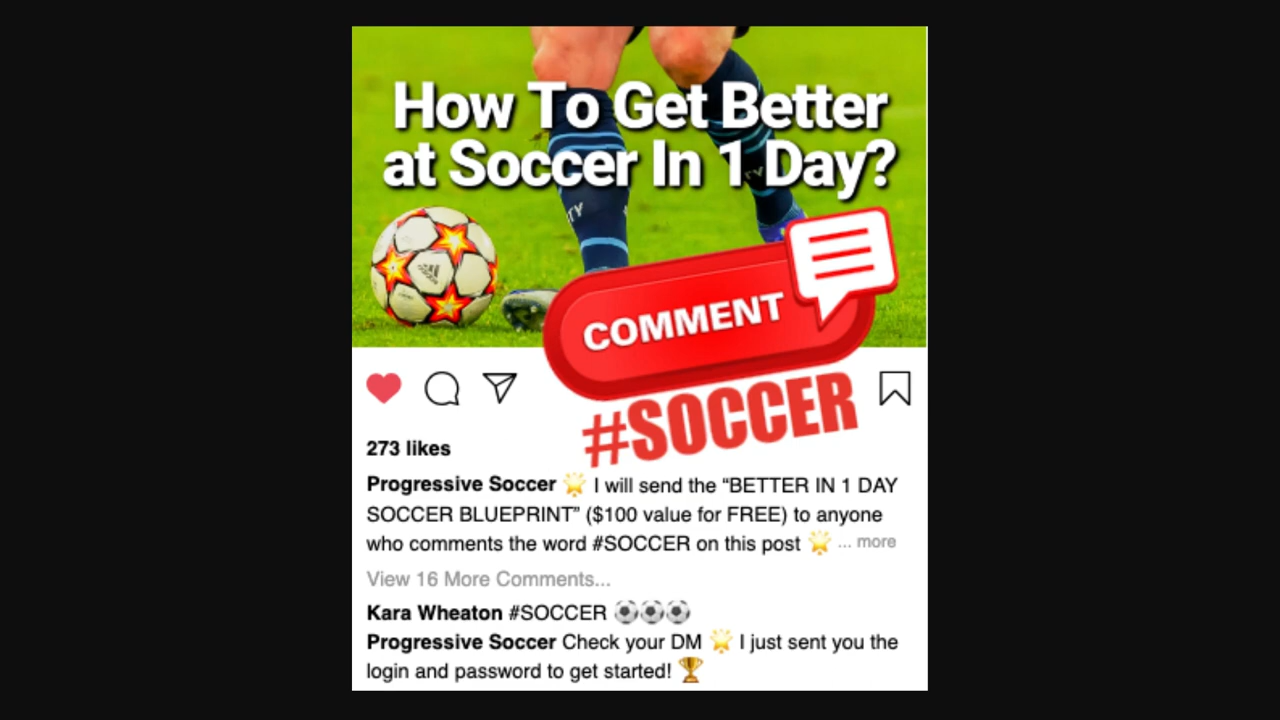 How To Get Better
at Soccer In 1 Day?
COMMENT
#SOCCER
273 likes
Progressive Soccer 🌟 I will send the “BETTER IN 1 DAY
SOCCER BLUEPRINT” ($100 value for FREE) to anyone
who comments the word #SOCCER on this post 🌟 ... more
View 16 More Comments...
Kara Wheaton #SOCCER ⚽⚽⚽
Progressive Soccer Check your DM 🌟 I just sent you the
login and password to get started! 🏆